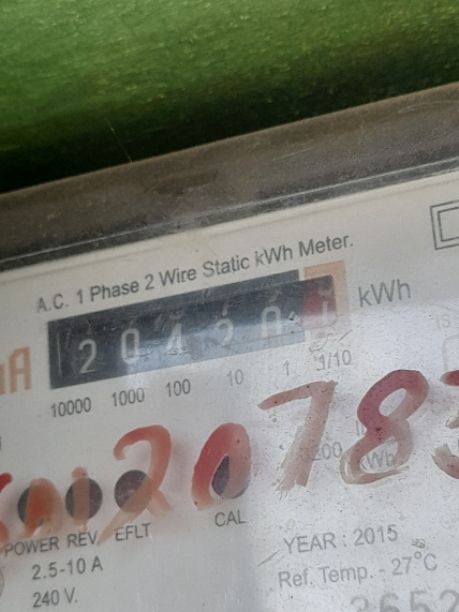 A.C. 1 Phase 2 Wire Static kWh Meter.
20420 kWh
10000 1000 100 10 1 1/10
20783
POWER REV. EFLT CAL
2.5-10 A
240 V.
YEAR : 2015
Ref. Temp. - 27°C